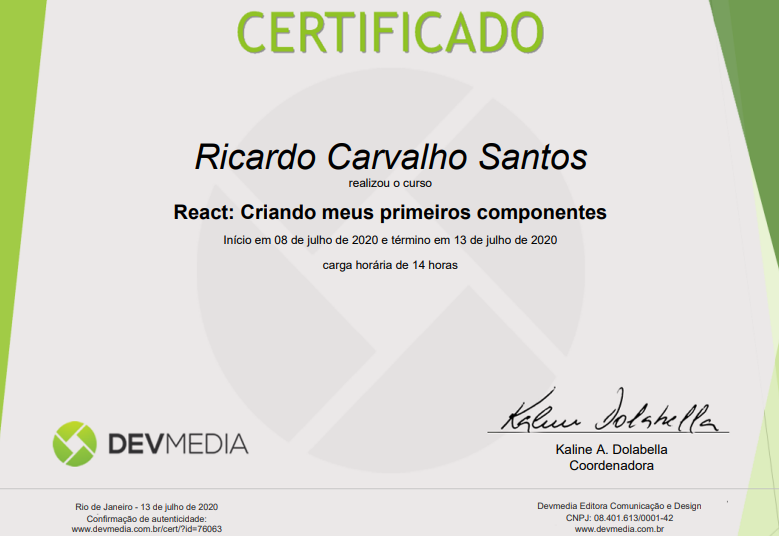 CERTIFICADO
Ricardo Carvalho Santos
realizou o curso
React: Criando meus primeiros componentes
Início em 08 de julho de 2020 e término em 13 de julho de 2020
carga horária de 14 horas
DEVMEDIA
Kaline Dolabella
Kaline A. Dolabella
Coordenadora
Rio de Janeiro - 13 de julho de 2020
Confirmação de autenticidade:
www.devmedia.com.br/cert/?id=76063
Devmedia Editora Comunicação e Design
CNPJ: 08.401.613/0001-42
www.devmedia.com.br